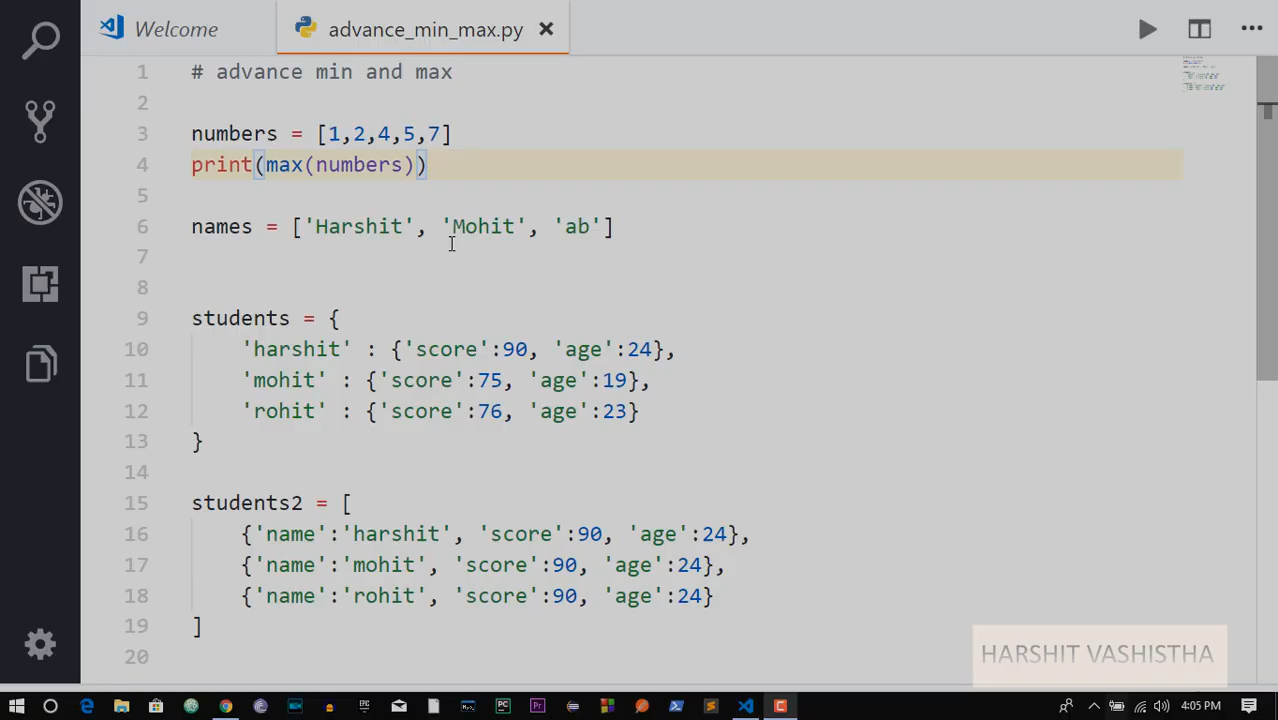 Welcome
advance_min_max.py
1 # advance min and max
2
3 numbers = [1,2,4,5,7]
4 print(max(numbers))
5
6 names = ['Harshit', 'Mohit', 'ab']
7
8
9 students = {
10 'harshit' : {'score':90, 'age':24},
11 'mohit' : {'score':75, 'age':19},
12 'rohit' : {'score':76, 'age':23}
13 }
14
15 students2 = [
16 {'name':'harshit', 'score':90, 'age':24},
17 {'name':'mohit', 'score':90, 'age':24},
18 {'name':'rohit', 'score':90, 'age':24}
19 ]
20
HARSHIT VASHISTHA
4:05 PM